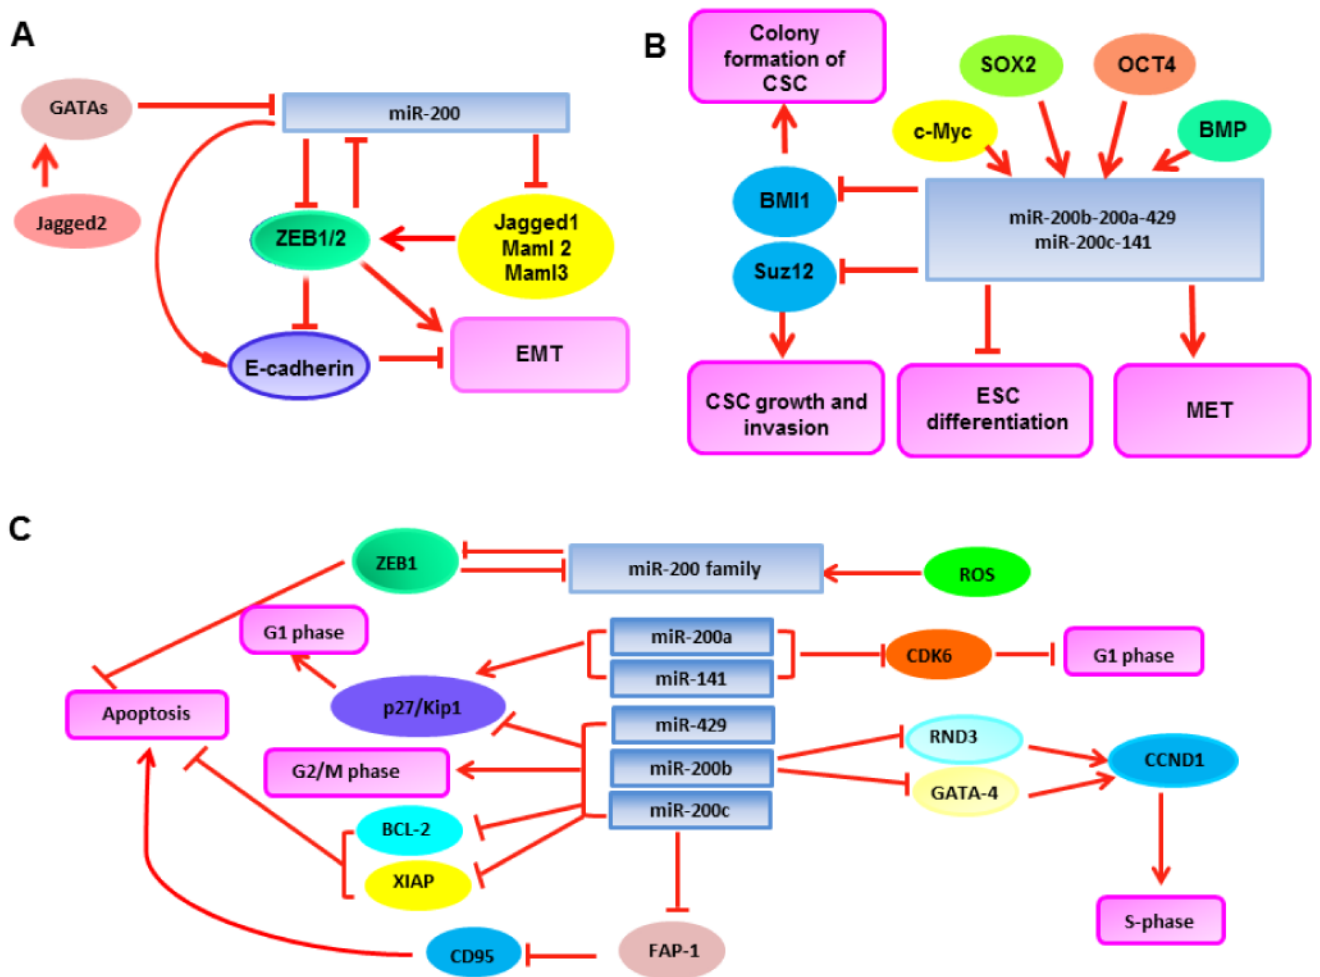 A
GATAs
miR-200
Jagged2
ZEB1/2
Jagged1
Maml 2
Maml3
E-cadherin
EMT
B
Colony
formation of
CSC
SOX2
OCT4
c-Myc
BMP
BMI1
miR-200b-200a-429
miR-200c-141
Suz12
CSC growth and
invasion
ESC
differentiation
MET
C
ZEB1
miR-200 family
ROS
G1 phase
miR-200a
miR-141
CDK6
G1 phase
Apoptosis
p27/Kip1
miR-429
RND3
G2/M phase
miR-200b
CCND1
GATA-4
miR-200c
BCL-2
XIAP
S-phase
CD95
FAP-1